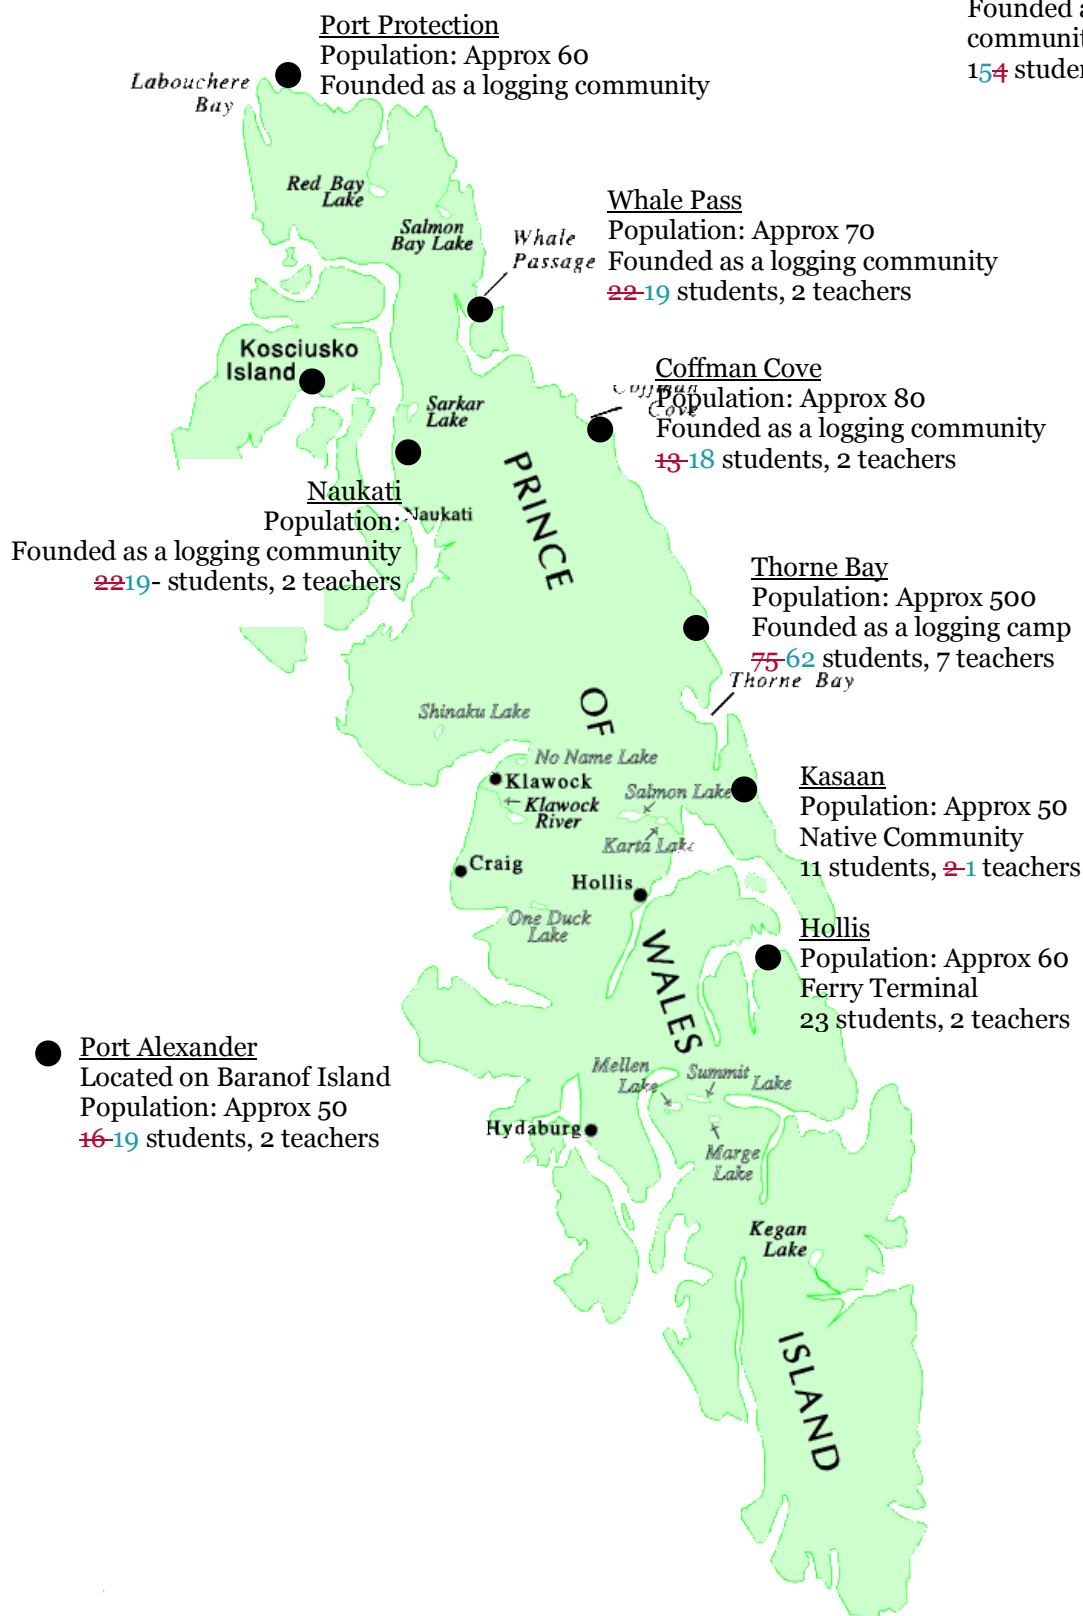 Port Protection
Population: Approx 60
Founded as a logging community
Founded
communit
154 studen
Labouchere
Bay
Red Bay
Lake
Salmon
Bay Lake
Whale
Passage
Whale Pass
Population: Approx 70
Founded as a logging community
22 19 students, 2 teachers
Kosciusko
Island
Sarkar
Lake
Coffman
Cove
Coffman Cove
Population: Approx 80
Founded as a logging community
13 18 students, 2 teachers
Naukati
Population:
Founded as a logging community
2219- students, 2 teachers
Naukati
PRINCE
OF
WALES
ISLAND
Thorne Bay
Population: Approx 500
Founded as a logging camp
75 62 students, 7 teachers
Thorne Bay
Shinaku Lake
No Name Lake
Klawock
← Klawock
River
Salmon Lake
Karta Lake
Craig
Hollis
One Duck
Lake
Kasaan
Population: Approx 50
Native Community
11 students, 2 1 teachers
Hollis
Population: Approx 60
Ferry Terminal
23 students, 2 teachers
Port Alexander
Located on Baranof Island
Population: Approx 50
16 19 students, 2 teachers
Mellen
Lake
Summit
Lake
Hydaburg
Marge
Lake
Kegan
Lake